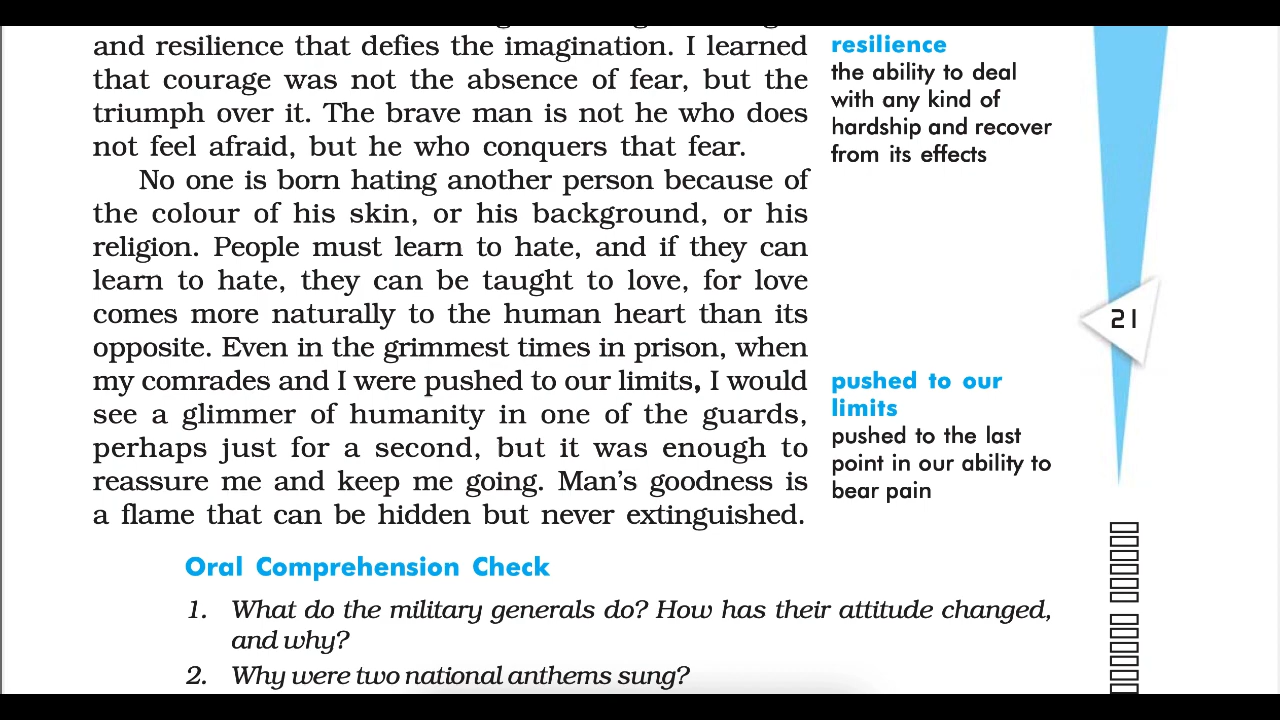 and resilience that defies the imagination. I learned
that courage was not the absence of fear, but the
triumph over it. The brave man is not he who does
not feel afraid, but he who conquers that fear.
No one is born hating another person because of
the colour of his skin, or his background, or his
religion. People must learn to hate, and if they can
learn to hate, they can be taught to love, for love
comes more naturally to the human heart than its
opposite. Even in the grimmest times in prison, when
my comrades and I were pushed to our limits, I would
see a glimmer of humanity in one of the guards,
perhaps just for a second, but it was enough to
reassure me and keep me going. Man's goodness is
a flame that can be hidden but never extinguished.
resilience
the ability to deal
with any kind of
hardship and recover
from its effects
pushed to our
limits
pushed to the last
point in our ability to
bear pain
21
Oral Comprehension Check
1. What do the military generals do? How has their attitude changed,
and why?
2. Why were two national anthems sung?